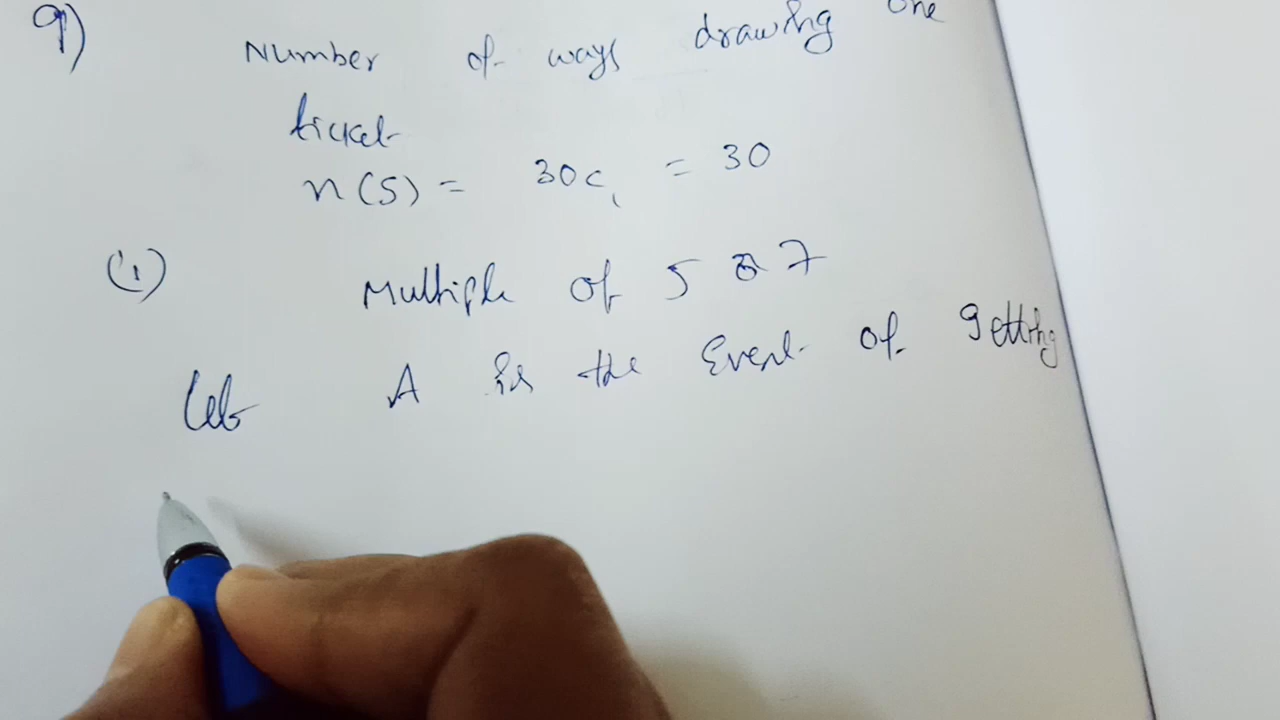 9)
Number of ways drawing one
ticket
n(S) = 30c₁ = 30
(i) Multiple of 5 or 7
Let A is the Event of getting